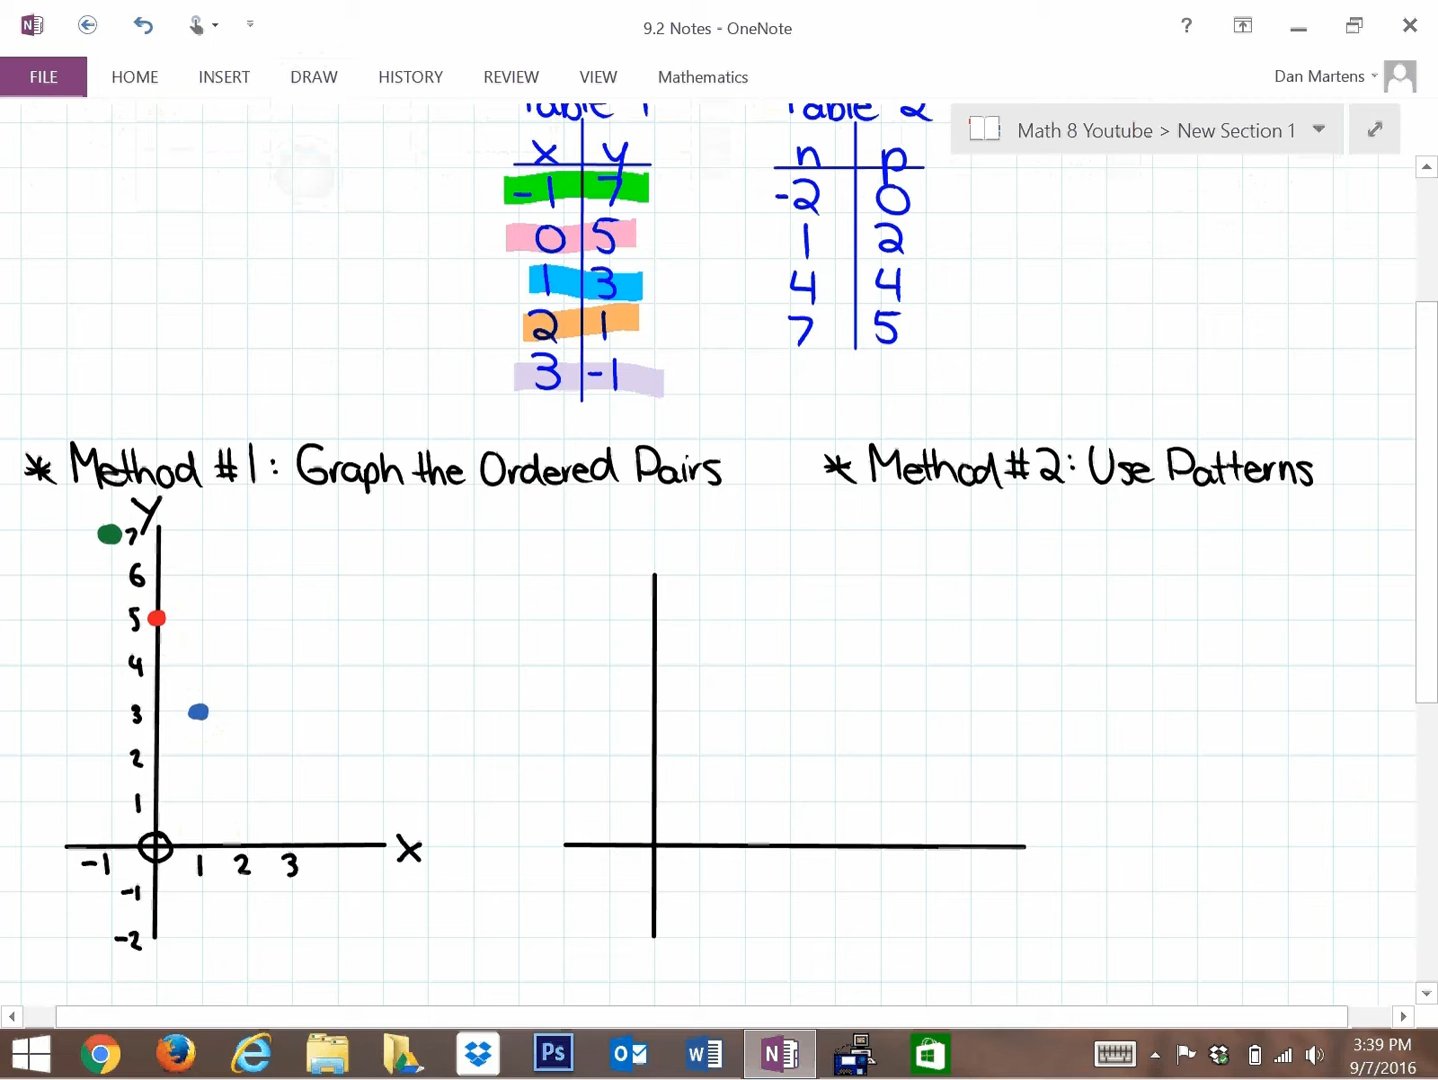 9.2 Notes - OneNote
FILE HOME INSERT DRAW HISTORY REVIEW VIEW Mathematics
Dan Martens
Math 8 Youtube > New Section 1
Table 1
x y
-1 7
0 5
1 3
2 1
3 -1
Table 2
n p
-2 0
1 2
4 4
7 5
* Method #1: Graph the Ordered Pairs
* Method #2: Use Patterns
y
7
6
5
4
3
2
1
-1 1 2 3 x
-1
-2
3:39 PM
9/7/2016